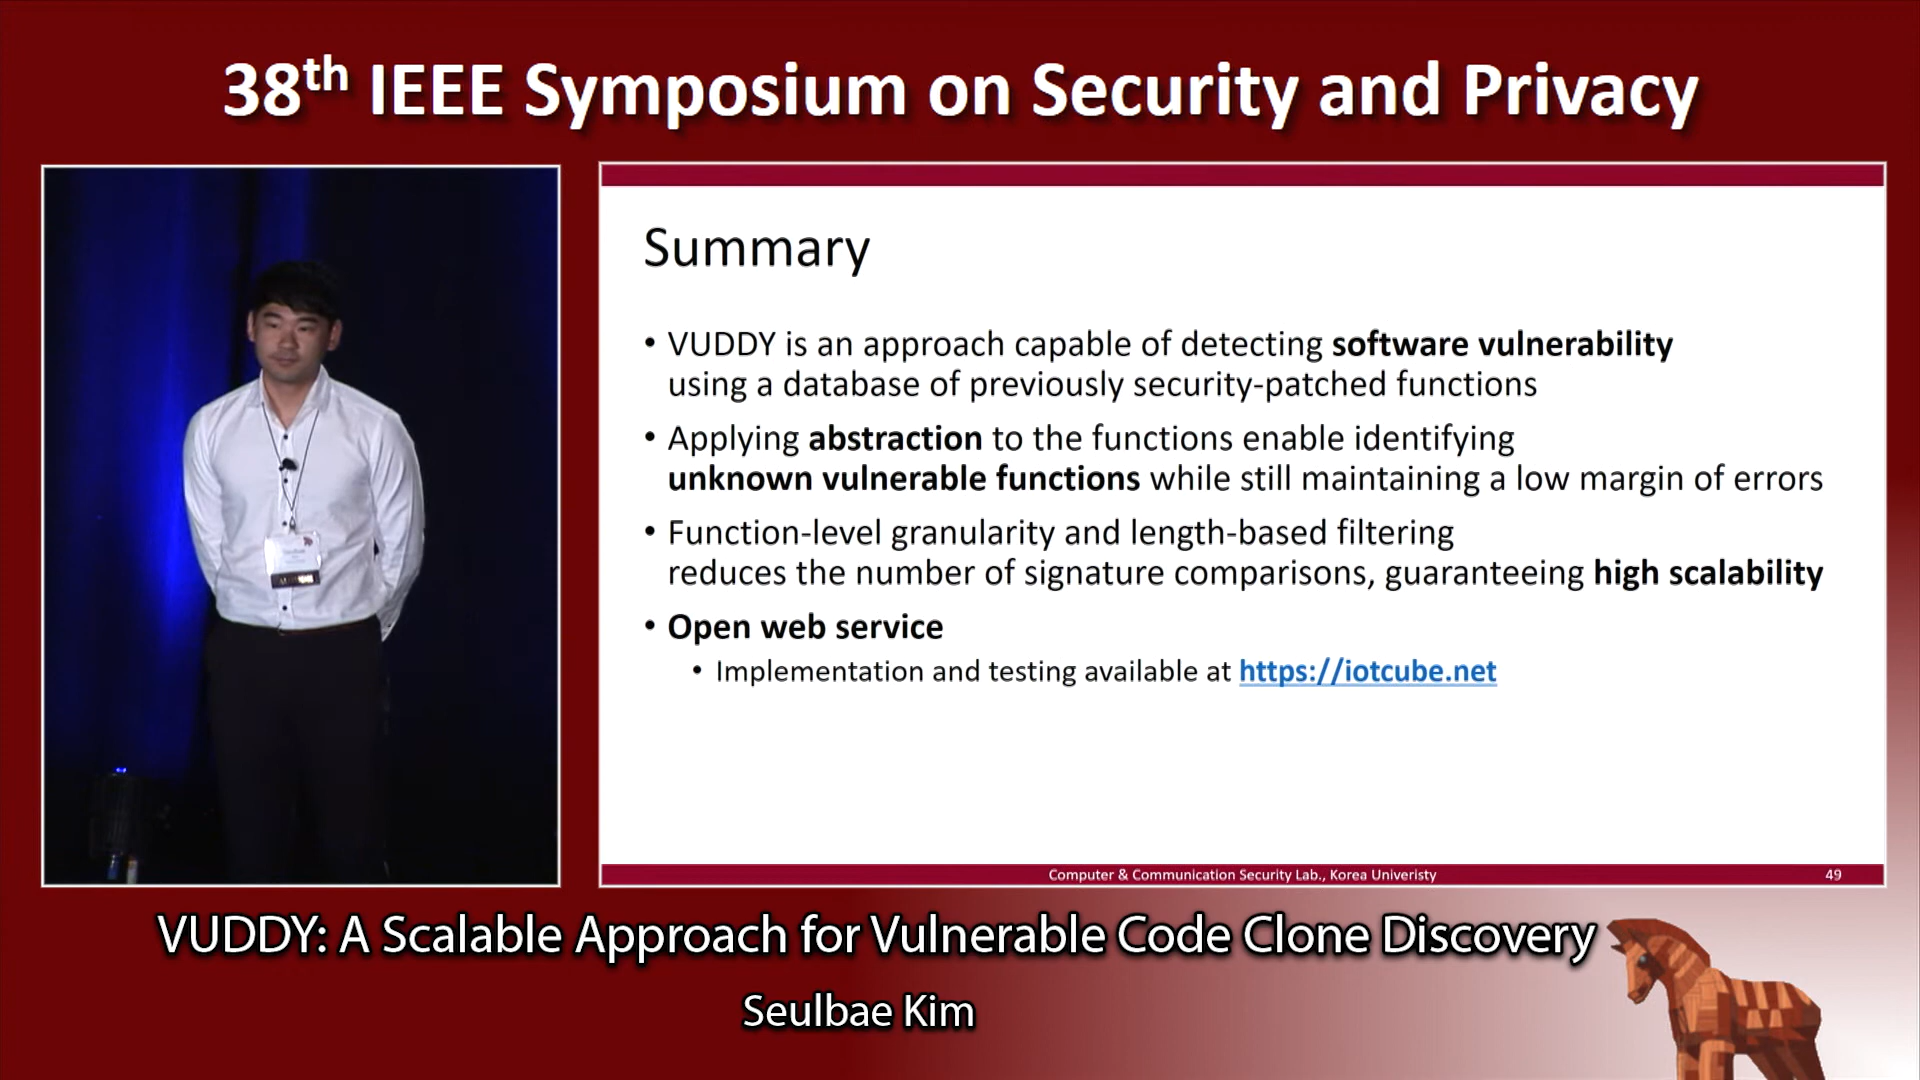 38th IEEE Symposium on Security and Privacy
Summary
• VUDDY is an approach capable of detecting software vulnerability
using a database of previously security-patched functions
• Applying abstraction to the functions enable identifying
unknown vulnerable functions while still maintaining a low margin of errors
• Function-level granularity and length-based filtering
reduces the number of signature comparisons, guaranteeing high scalability
• Open web service
• Implementation and testing available at https://iotcube.net
Computer & Communication Security Lab., Korea Univeristy
49
VUDDY: A Scalable Approach for Vulnerable Code Clone Discovery
Seulbae Kim